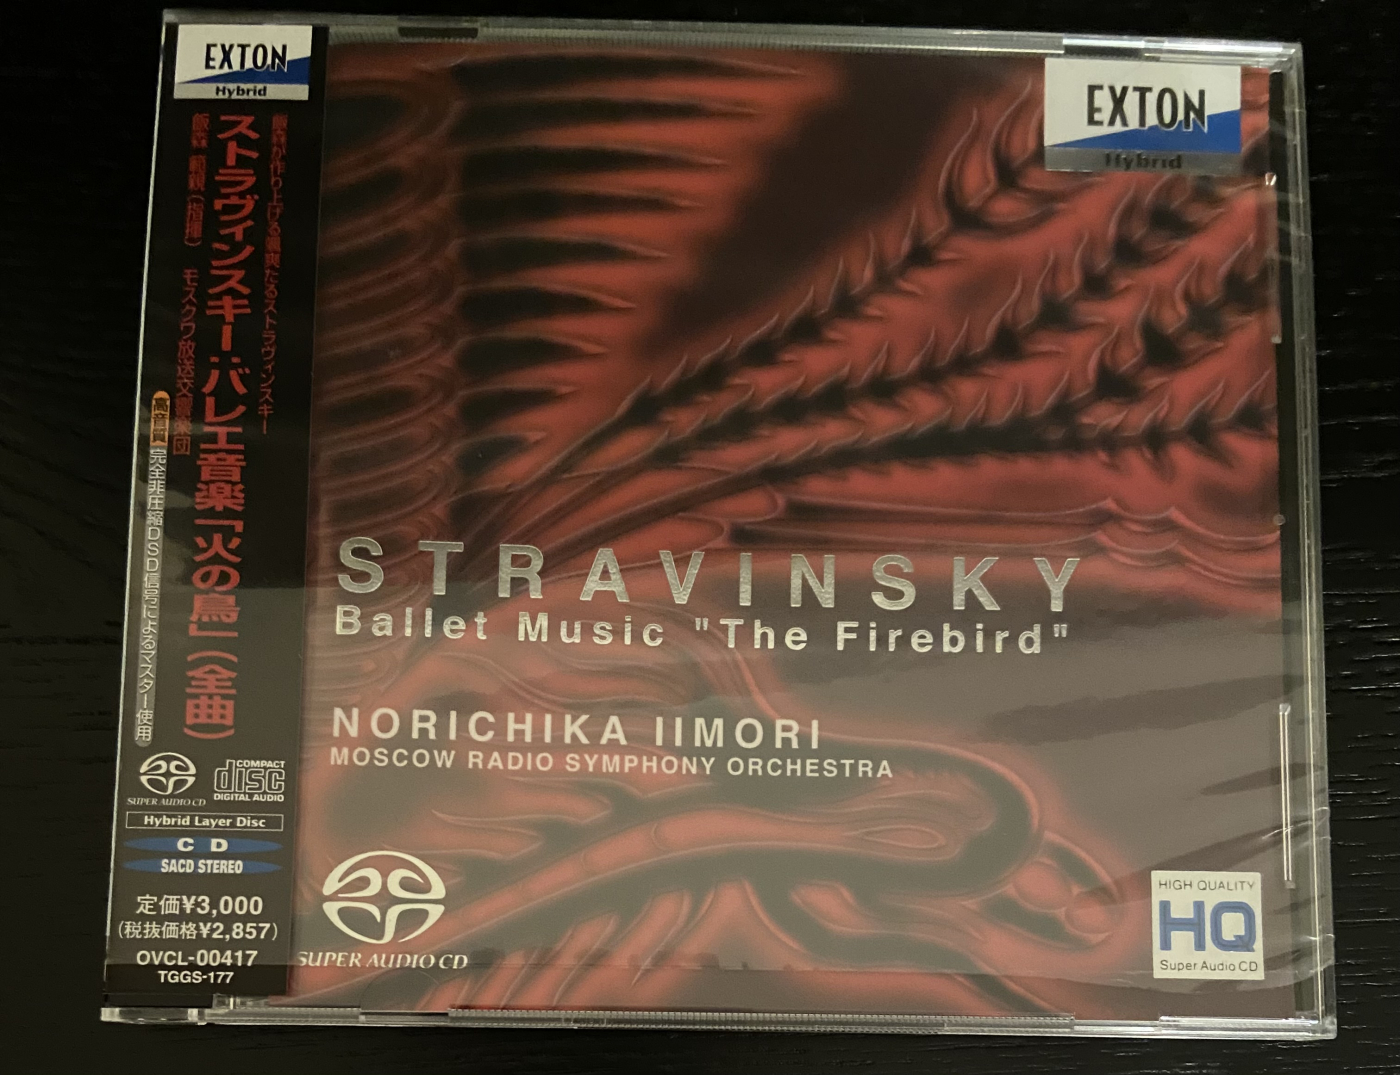 EXTON
Hybrid
飯森が作り上げる颯爽たるストラヴィンスキー
ストラヴィンスキー:バレエ音楽「火の鳥」(全曲)
飯森 範親(指揮) モスクワ放送交響楽団
高音質 完全非圧縮DSD信号によるマスター使用
SUPER AUDIO CD
COMPACT
disc
DIGITAL AUDIO
Hybrid Layer Disc
CD
SACD STEREO
定価¥3,000
(税抜価格¥2,857)
OVCL-00417
TGGS-177
EXTON
Hybrid
STRAVINSKY
Ballet Music "The Firebird"
NORICHIKA IIMORI
MOSCOW RADIO SYMPHONY ORCHESTRA
SUPER AUDIO CD
HIGH QUALITY
HQ
Super Audio CD